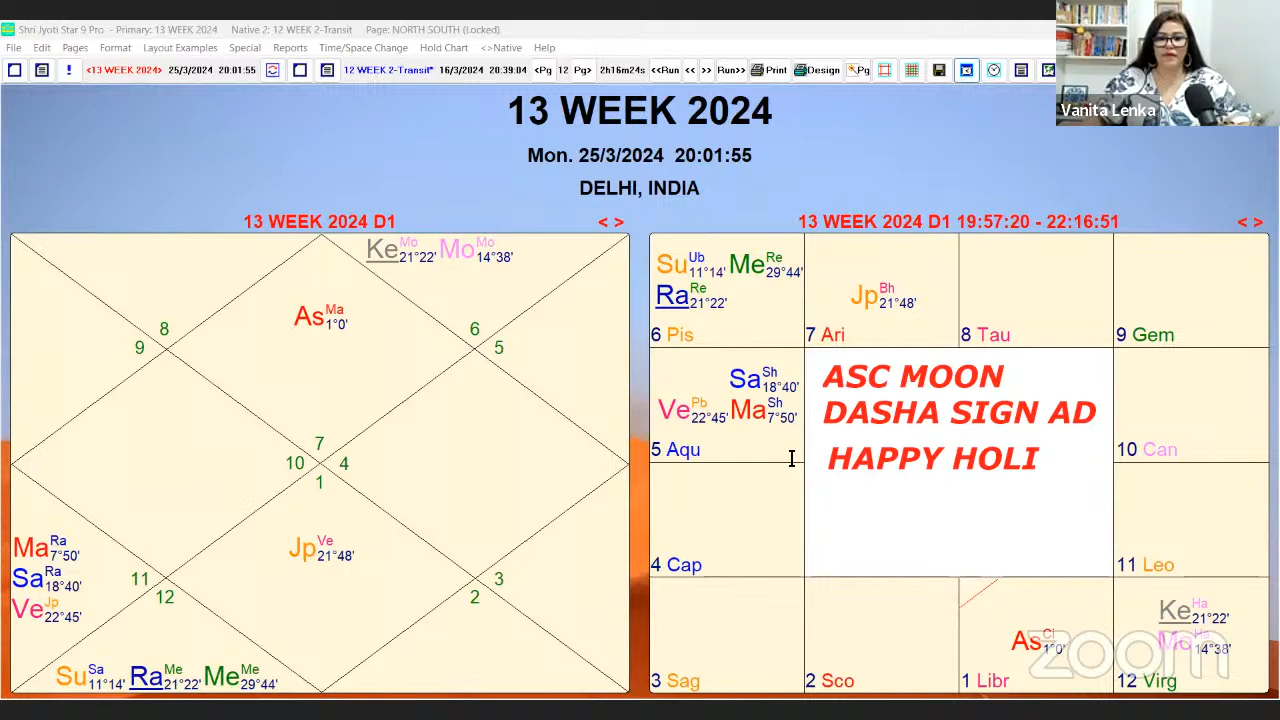 Shri Jyoti Star 9 Pro - Primary: 13 WEEK 2024 Native 2: 12 WEEK 2-Transit Page: NORTH SOUTH (Locked)
File Edit Pages Format Layout Examples Special Reports Time/Space Change Hold Chart <>Native Help
! <13 WEEK 2024> 25/3/2024 20:01:55 12 WEEK 2-Transit* 16/3/2024 20:39:04 <Pg 12 Pg> 2h16m24s <<Run << >> Run>> Print Design Pg
Vanita Lenka
13 WEEK 2024
Mon. 25/3/2024 20:01:55
DELHI, INDIA
13 WEEK 2024 D1 < >
Ke Mo 21°22' Mo Mo 14°38'
As Ma 1°0'
8 6
9 5
7
10 4
1
Ma Ra 7°50'
Sa Ra 18°40'
Ve Jp 22°45'
Jp Ve 21°48'
11 3
12 2
Su Sa 11°14' Ra Me 21°22' Me Me 29°44'
13 WEEK 2024 D1 19:57:20 - 22:16:51 < >
Su Ub 11°14' Me Re 29°44'
Ra Re 21°22'
Jp Bh 21°48'
6 Pis 7 Ari 8 Tau 9 Gem
Sa Sh 18°40'
Ve Pb 22°45' Ma Sh 7°50'
5 Aqu 10 Can
ASC MOON
DASHA SIGN AD
HAPPY HOLI
4 Cap 11 Leo
Ke Ha 21°22'
As Ci 1°0' Mo Ha 14°38'
3 Sag 2 Sco 1 Libr 12 Virg
zoom